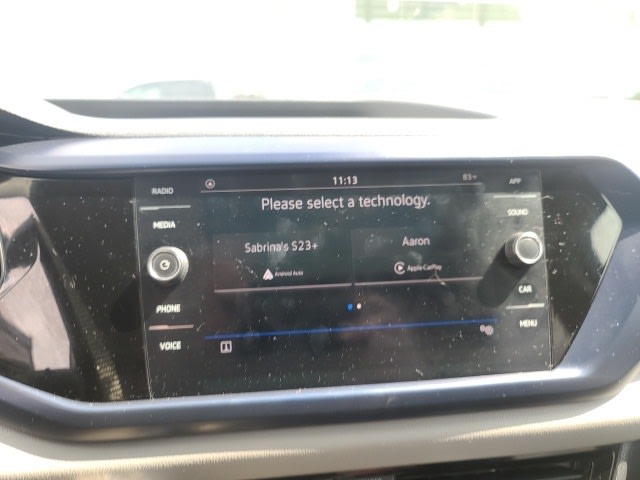 RADIO
MEDIA
PHONE
VOICE
11:13
83+
Please select a technology.
Sabrina's S23+
Android Auto
Aaron
Apple CarPlay
APP
SOUND
CAR
MENU